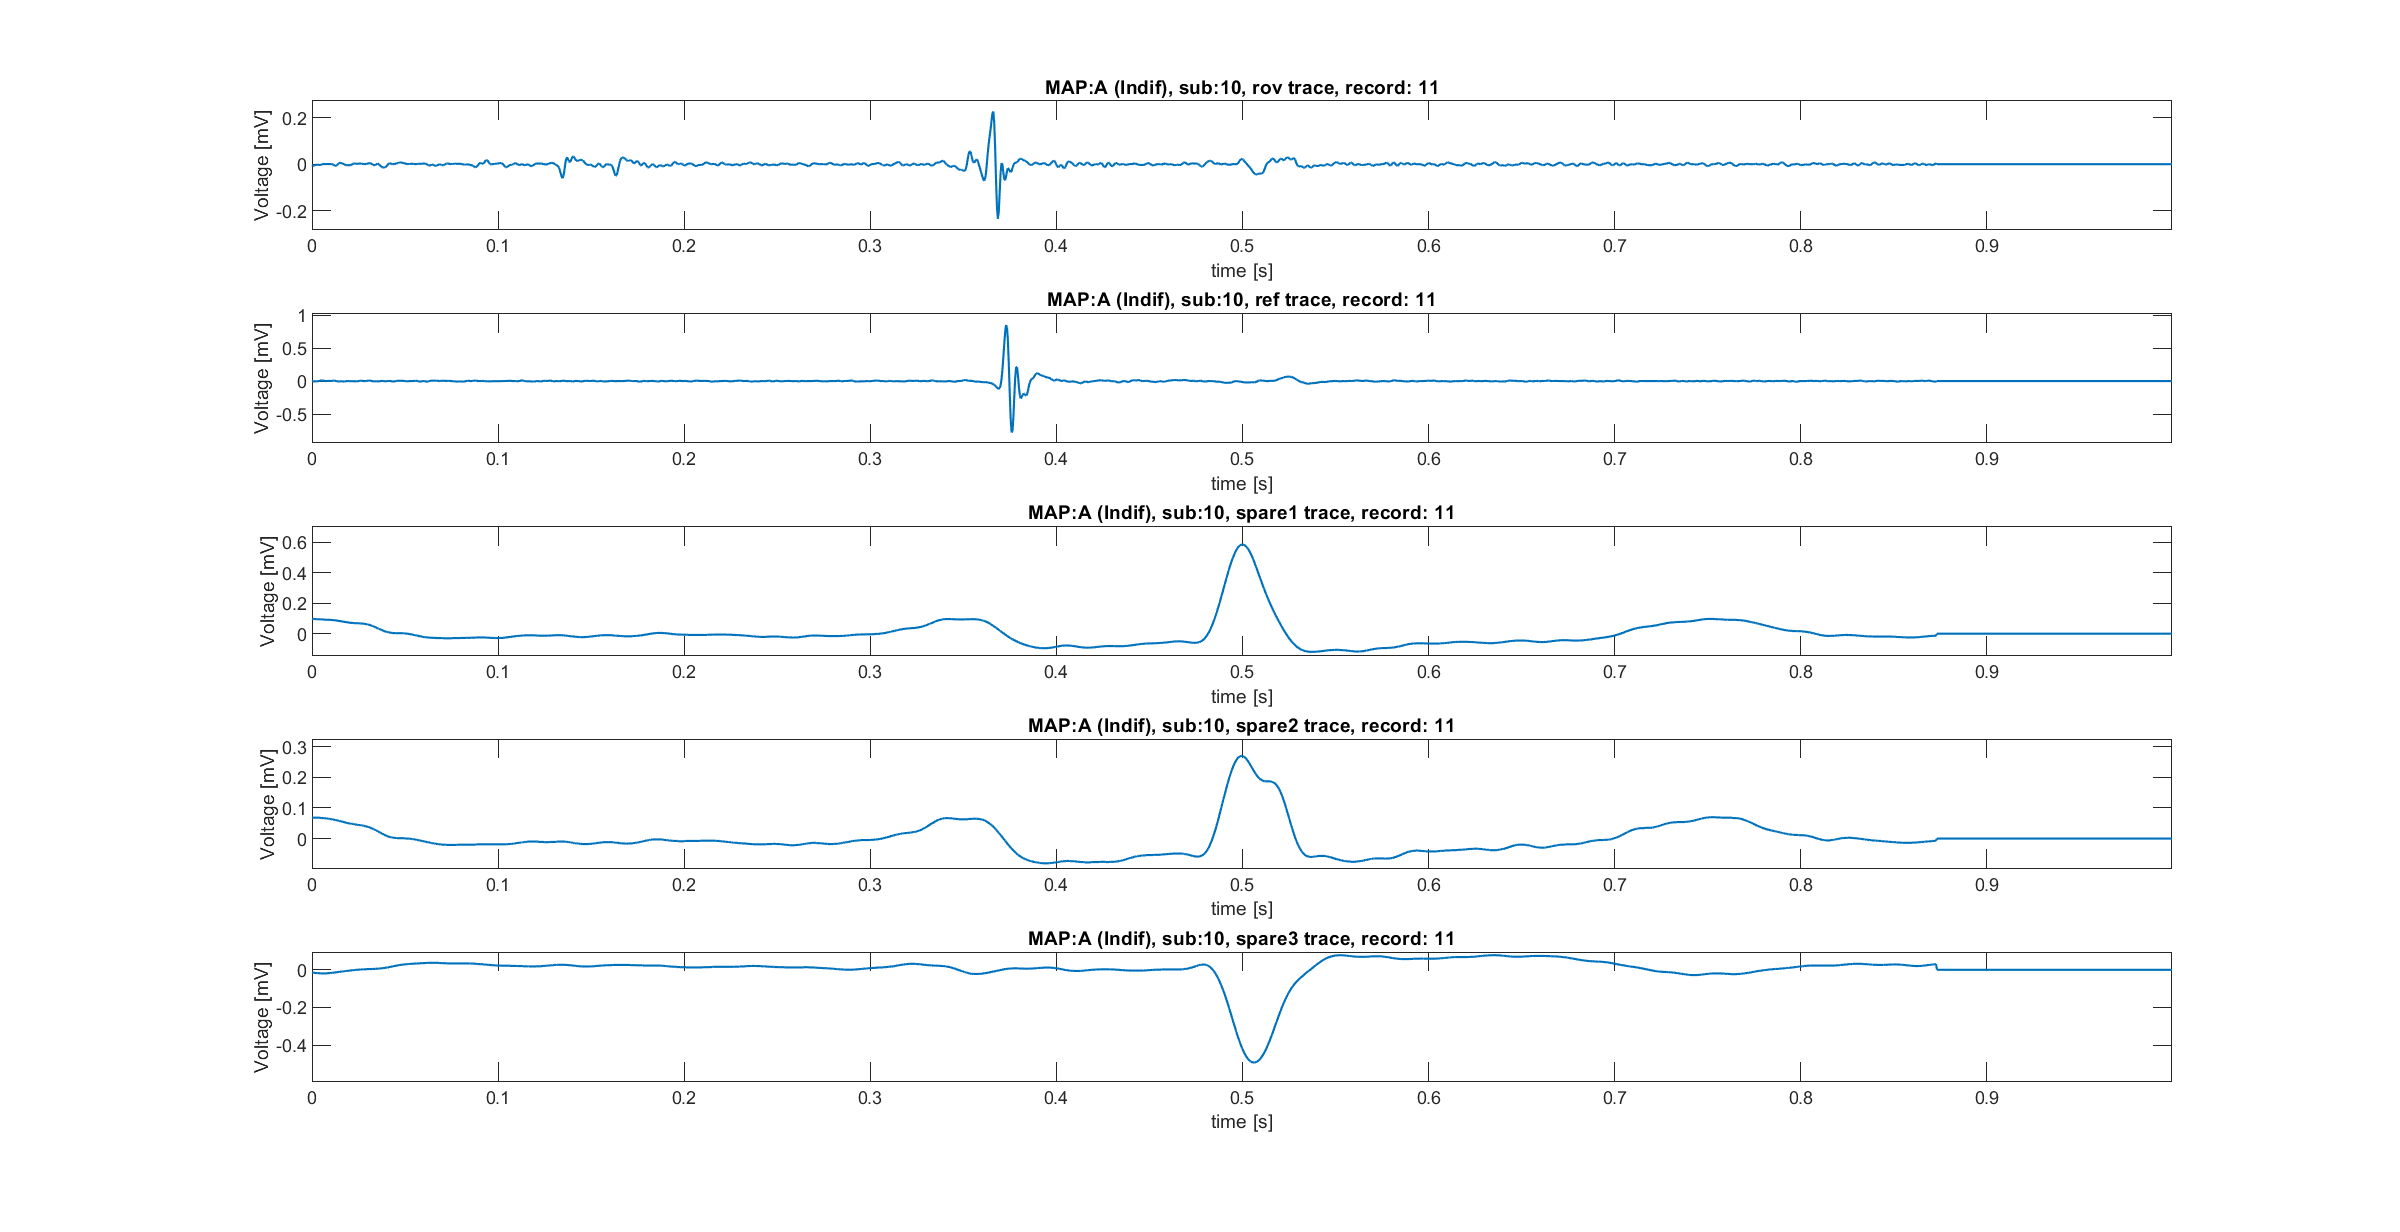 MAP:A (Indif), sub:10, rov trace, record: 11
Voltage [mV]
0.2
0
-0.2
0 0.1 0.2 0.3 0.4 0.5 0.6 0.7 0.8 0.9
time [s]
MAP:A (Indif), sub:10, ref trace, record: 11
Voltage [mV]
1
0.5
0
-0.5
0 0.1 0.2 0.3 0.4 0.5 0.6 0.7 0.8 0.9
time [s]
MAP:A (Indif), sub:10, spare1 trace, record: 11
Voltage [mV]
0.6
0.4
0.2
0
0 0.1 0.2 0.3 0.4 0.5 0.6 0.7 0.8 0.9
time [s]
MAP:A (Indif), sub:10, spare2 trace, record: 11
Voltage [mV]
0.3
0.2
0.1
0
0 0.1 0.2 0.3 0.4 0.5 0.6 0.7 0.8 0.9
time [s]
MAP:A (Indif), sub:10, spare3 trace, record: 11
Voltage [mV]
0
-0.2
-0.4
0 0.1 0.2 0.3 0.4 0.5 0.6 0.7 0.8 0.9
time [s]